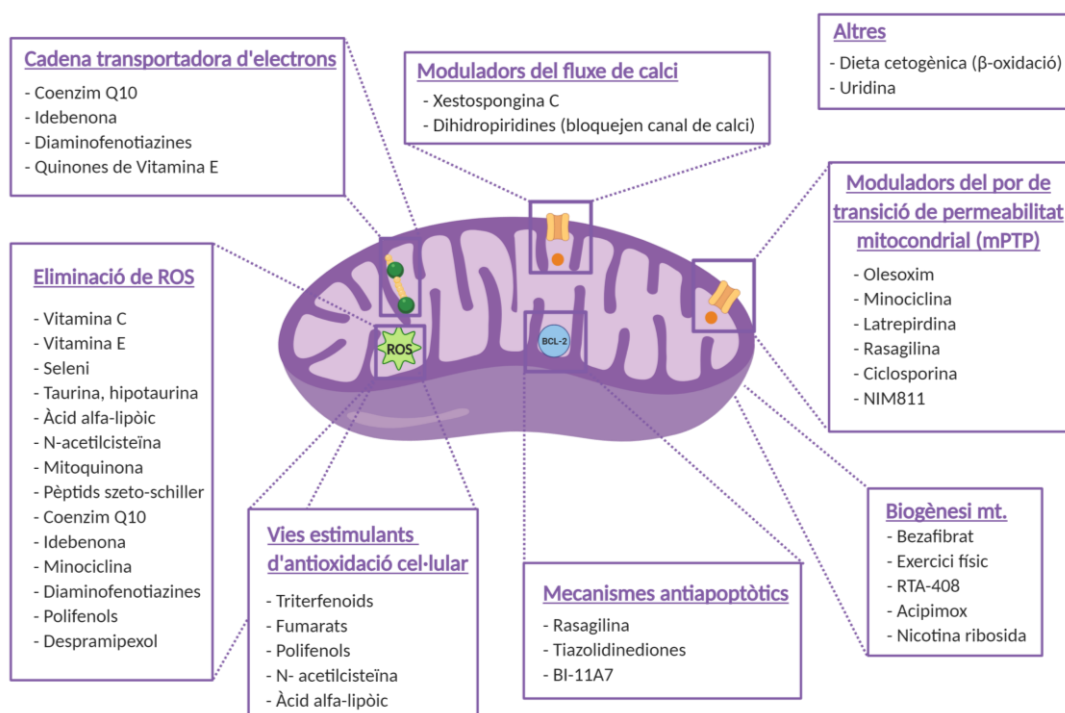 Cadena transportadora d'electrons
- Coenzim Q10
- Idebenona
- Diaminofenotiazines
- Quinones de Vitamina E
Moduladors del fluxe de calci
- Xestospongina C
- Dihidropiridines (bloquejen canal de calci)
Altres
- Dieta cetogènica (β-oxidació)
- Uridina
Moduladors del por de
transició de permeabilitat
mitocondrial (mPTP)
- Olesoxim
- Minociclina
- Latrepirdina
- Rasagilina
- Ciclosporina
- NIM811
Eliminació de ROS
- Vitamina C
- Vitamina E
- Seleni
- Taurina, hipotaurina
- Àcid alfa-lipòic
- N-acetilcisteïna
- Mitoquinona
- Pèptids szeto-schiller
- Coenzim Q10
- Idebenona
- Minociclina
- Diaminofenotiazines
- Polifenols
- Despramipexol
ROS
BCL-2
Vies estimulants
d'antioxidació cel·lular
- Triterfenoids
- Fumarats
- Polifenols
- N- acetilcisteïna
- Àcid alfa-lipòic
Mecanismes antiapoptòtics
- Rasagilina
- Tiazolidinediones
- BI-11A7
Biogènesi mt.
- Bezafibrat
- Exercici físic
- RTA-408
- Acipimox
- Nicotina ribosida